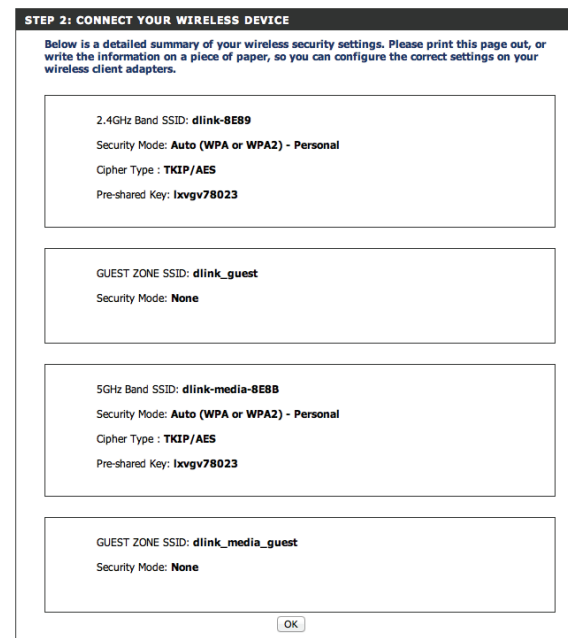 STEP 2: CONNECT YOUR WIRELESS DEVICE
Below is a detailed summary of your wireless security settings. Please print this page out, or
write the information on a piece of paper, so you can configure the correct settings on your
wireless client adapters.
2.4GHz Band SSID: dlink-8E89
Security Mode: Auto (WPA or WPA2) - Personal
Cipher Type : TKIP/AES
Pre-shared Key: lxvgv78023
GUEST ZONE SSID: dlink_guest
Security Mode: None
5GHz Band SSID: dlink-media-8E8B
Security Mode: Auto (WPA or WPA2) - Personal
Cipher Type : TKIP/AES
Pre-shared Key: lxvgv78023
GUEST ZONE SSID: dlink_media_guest
Security Mode: None
OK